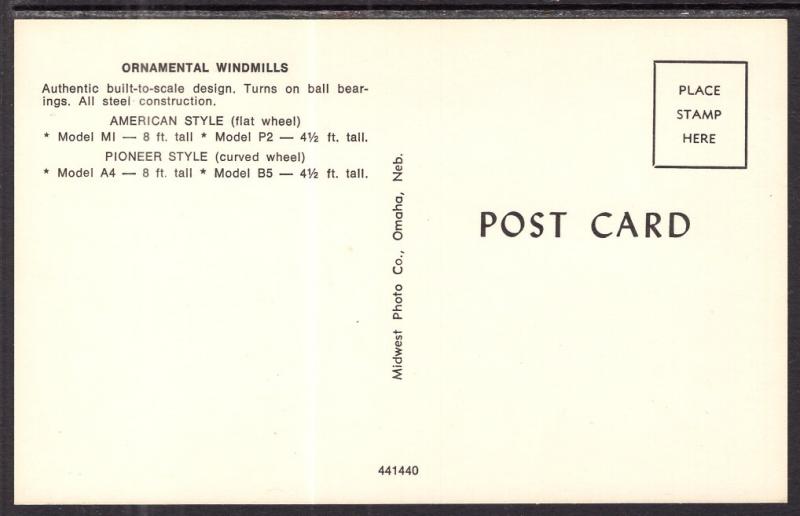 ORNAMENTAL WINDMILLS
Authentic built-to-scale design. Turns on ball bear-
ings. All steel construction.
AMERICAN STYLE (flat wheel)
* Model MI — 8 ft. tall * Model P2 — 4½ ft. tall.
PIONEER STYLE (curved wheel)
* Model A4 — 8 ft. tall * Model B5 — 4½ ft. tall.
Midwest Photo Co., Omaha, Neb.
441440
PLACE
STAMP
HERE
POST CARD